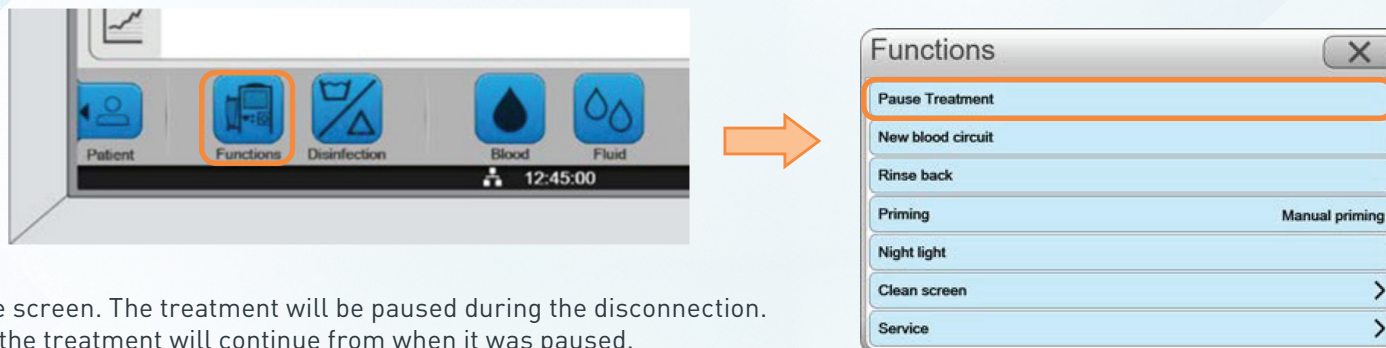 Patient
Functions
Disinfection
Blood
Fluid
12:45:00
Functions
Pause Treatment
New blood circuit
Rinse back
Priming Manual priming
Night light
Clean screen
Service
screen. The treatment will be paused during the disconnection.
the treatment will continue from when it was paused.